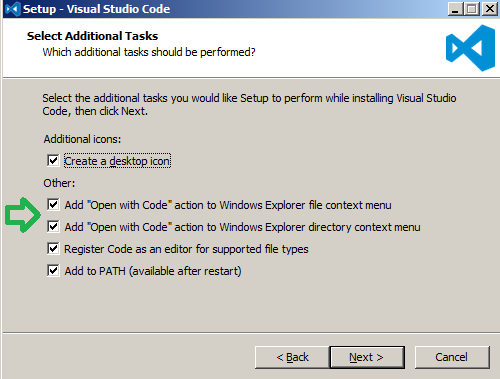 Setup - Visual Studio Code
Select Additional Tasks
Which additional tasks should be performed?
Select the additional tasks you would like Setup to perform while installing Visual Studio
Code, then click Next.
Additional icons:
Create a desktop icon
Other:
Add "Open with Code" action to Windows Explorer file context menu
Add "Open with Code" action to Windows Explorer directory context menu
Register Code as an editor for supported file types
Add to PATH (available after restart)
< Back
Next >
Cancel